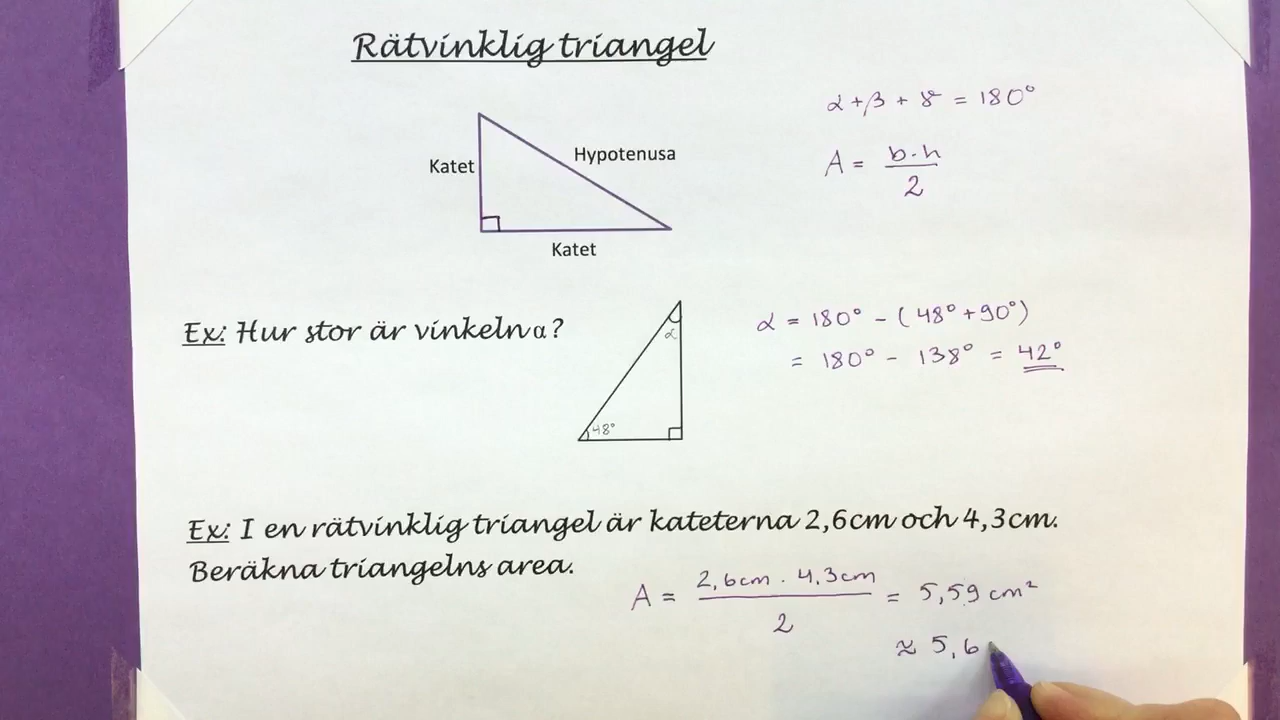 Rätvinklig triangel
α + β + γ = 180°
A = b·h / 2
Katet
Hypotenusa
Katet
Ex: Hur stor är vinkeln α?
α
48°
α = 180° - (48° + 90°)
= 180° - 138° = 42°
Ex: I en rätvinklig triangel är kateterna 2,6cm och 4,3cm.
Beräkna triangelns area.
A = 2,6cm · 4,3cm / 2 = 5,59 cm²
≈ 5,6